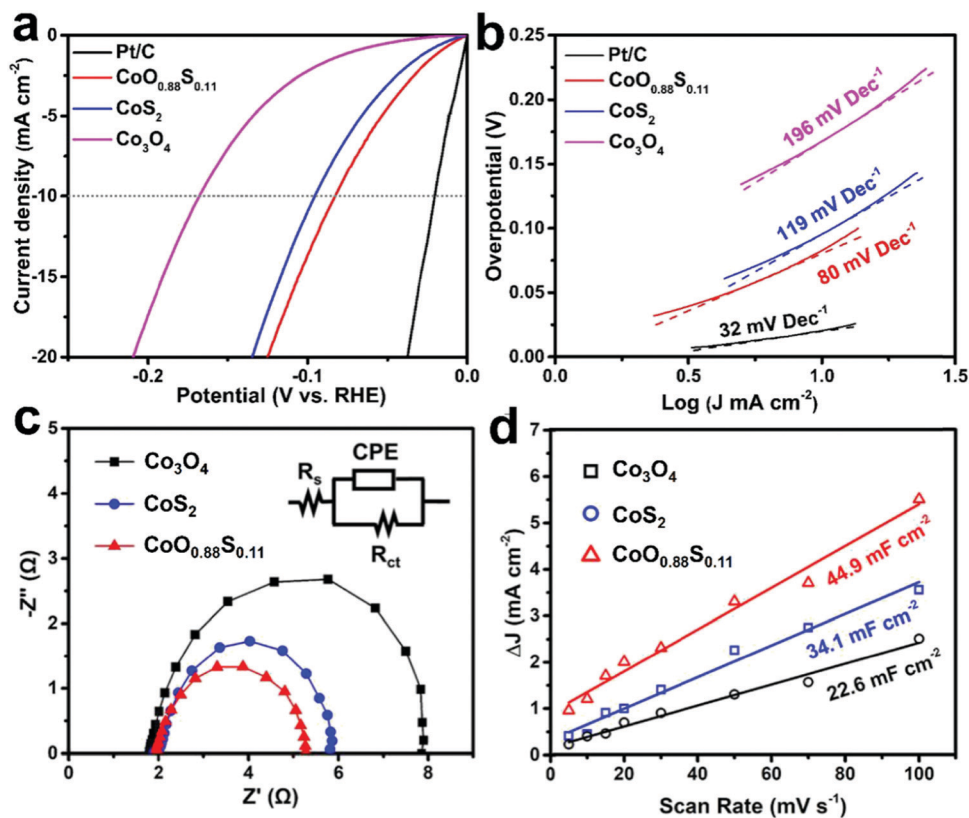 a
Pt/C
CoO0.88S0.11
CoS2
Co3O4
Current density (mA cm-2)
0
-5
-10
-15
-20
-0.2
-0.1
0.0
Potential (V vs. RHE)
b
Pt/C
CoO0.88S0.11
CoS2
Co3O4
196 mV Dec-1
119 mV Dec-1
80 mV Dec-1
32 mV Dec-1
Overpotential (V)
0.25
0.20
0.15
0.10
0.05
0.00
0.0
0.5
1.0
1.5
Log (J mA cm-2)
c
Co3O4
CoS2
CoO0.88S0.11
Rs
CPE
Rct
-Z'' (Ω)
5
4
3
2
1
0
0
2
4
6
8
Z' (Ω)
d
Co3O4
CoS2
CoO0.88S0.11
44.9 mF cm-2
34.1 mF cm-2
22.6 mF cm-2
ΔJ (mA cm-2)
7
6
5
4
3
2
1
0
0
20
40
60
80
100
Scan Rate (mV s-1)